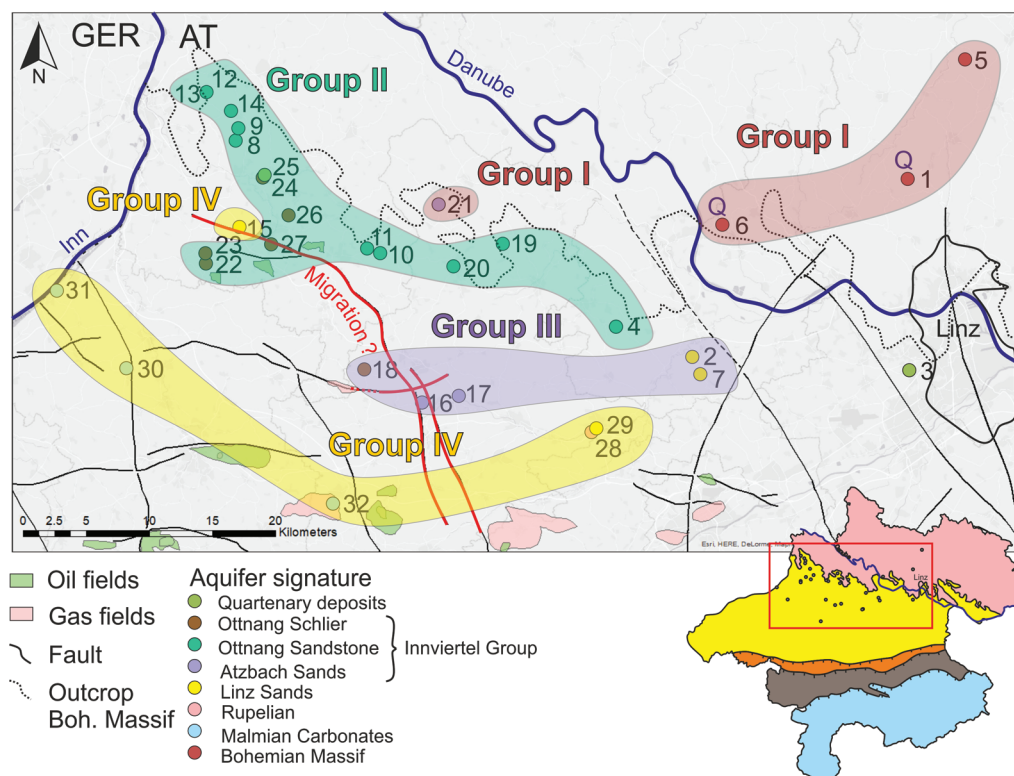 GER AT
N
Danube
Inn
Group II
12
13
14
9
8
25
24
26
Group IV
15
23
22
27
Group I
21
11
10
19
20
4
Group I
5
Q
1
Q
6
Linz
3
Migration ?
Group III
18
16
17
2
7
31
30
Group IV
29
28
32
0 2.5 5 10 15 20
Kilometers
Esri, HERE, DeLorme, Map
Oil fields
Gas fields
Fault
Outcrop
Boh. Massif
Aquifer signature
Quartenary deposits
Ottnang Schlier
Ottnang Sandstone
Atzbach Sands
Innviertel Group
Linz Sands
Rupelian
Malmian Carbonates
Bohemian Massif
Linz